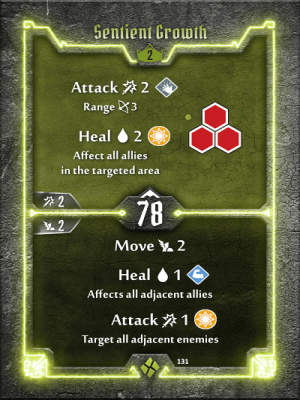 Sentient Growth
2
Attack 2
Range 3
Heal 2
Affect all allies
in the targeted area
2
78
2
Move 2
Heal 1
Affects all adjacent allies
Attack 1
Target all adjacent enemies
131